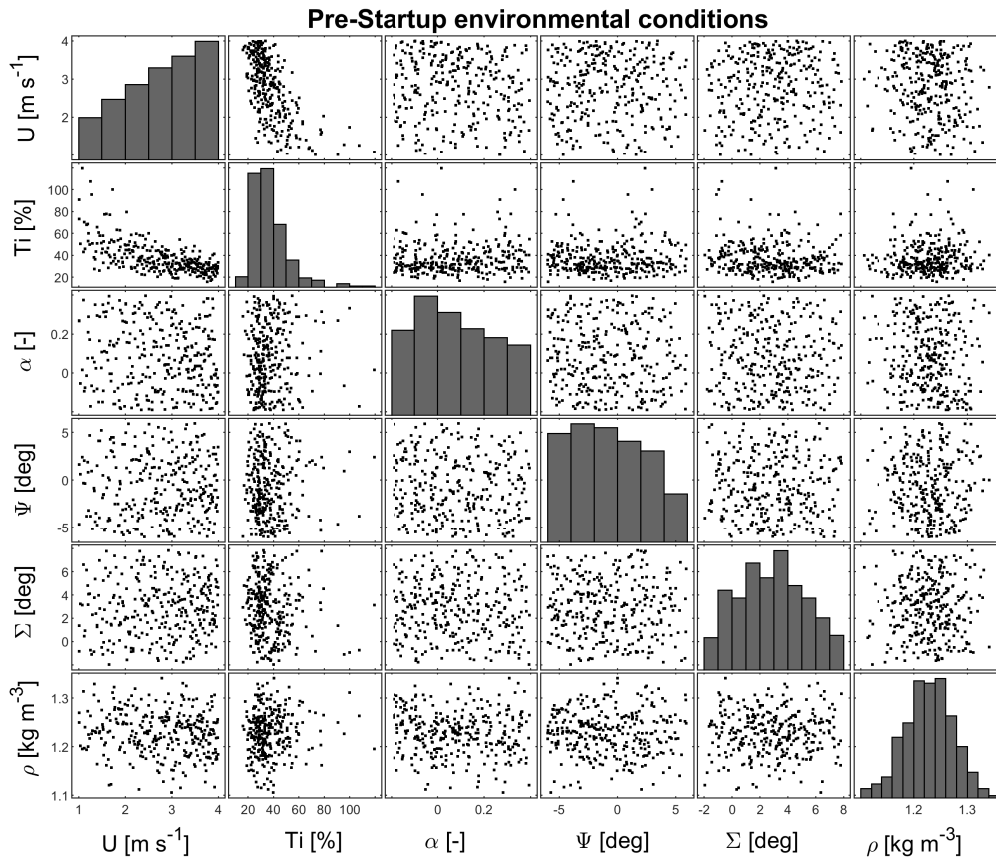 Pre-Startup environmental conditions
U [m s⁻¹]
4
3
2
Ti [%]
100
80
60
40
20
α [-]
0.2
0
Ψ [deg]
5
0
-5
Σ [deg]
6
4
2
0
ρ [kg m⁻³]
1.3
1.2
1.1
1 2 3 4 20 40 60 80 100 0 0.2 -5 0 5 -2 0 2 4 6 8 1.2 1.3
U [m s⁻¹] Ti [%] α [-] Ψ [deg] Σ [deg] ρ [kg m⁻³]